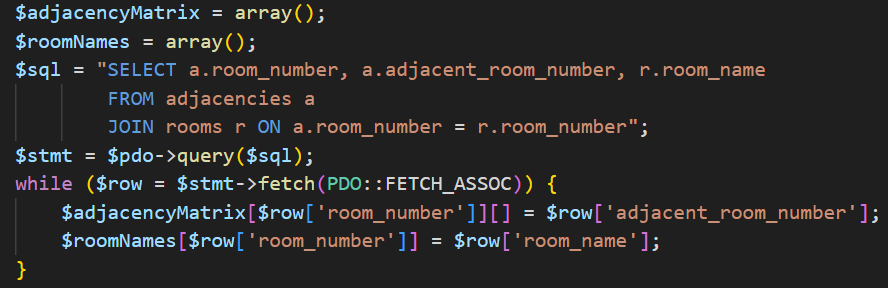 $adjacencyMatrix = array();
$roomNames = array();
$sql = "SELECT a.room_number, a.adjacent_room_number, r.room_name
        FROM adjacencies a
        JOIN rooms r ON a.room_number = r.room_number";
$stmt = $pdo->query($sql);
while ($row = $stmt->fetch(PDO::FETCH_ASSOC)) {
    $adjacencyMatrix[$row['room_number']][] = $row['adjacent_room_number'];
    $roomNames[$row['room_number']] = $row['room_name'];
}